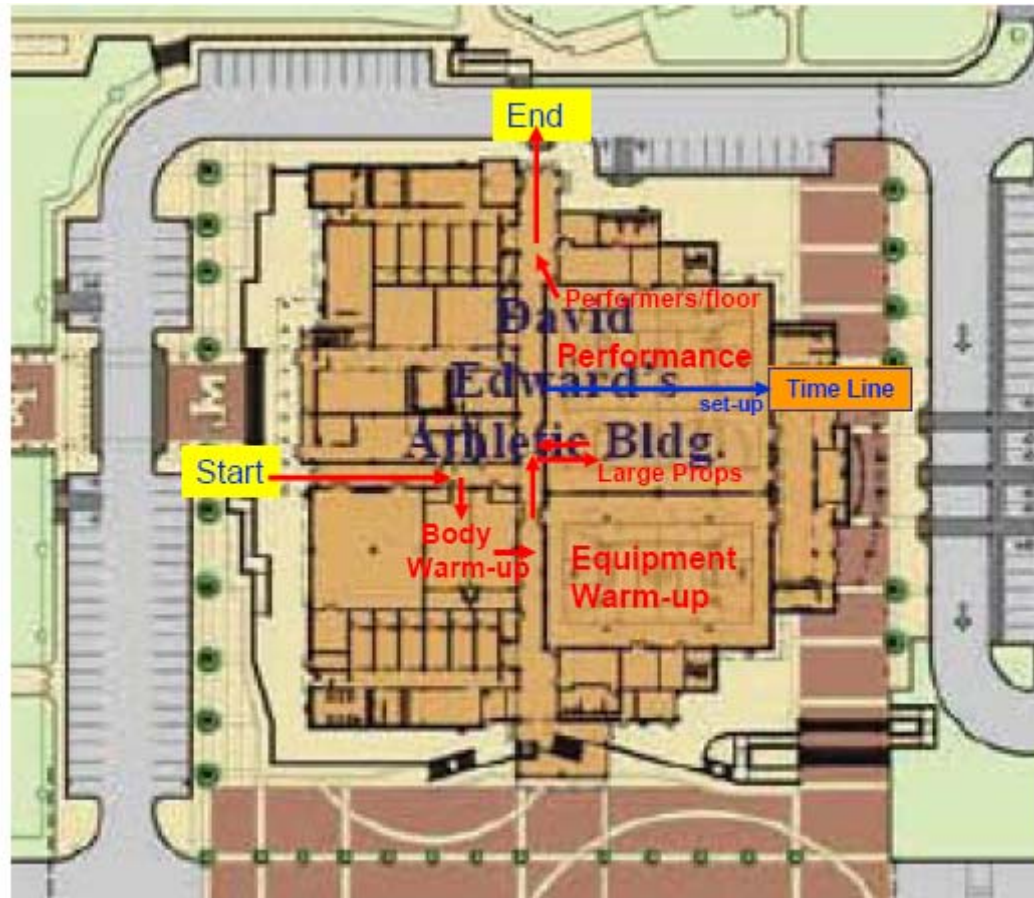 End
Performers/floor
David
Performance
Edward's
Time Line
set-up
Athletic Bldg.
Start
Large Props
Body
Warm-up
Equipment
Warm-up
M